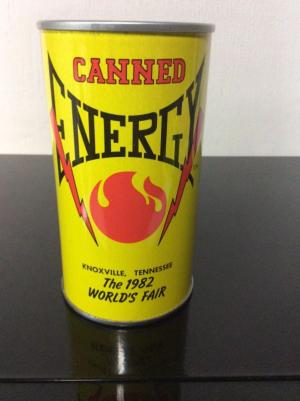 CANNED
ENERGY
KNOXVILLE, TENNESSEE
The 1982
WORLD'S FAIR